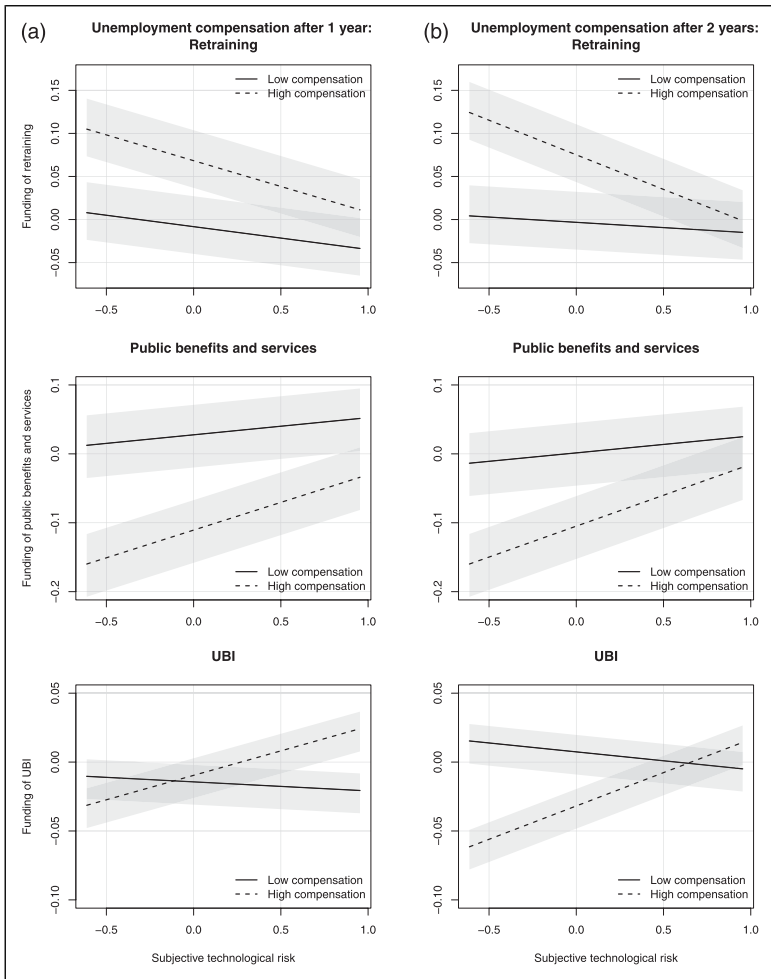 (a) Unemployment compensation after 1 year:
Retraining
Funding of retraining
0.15
0.10
0.05
0.00
−0.05
Low compensation
High compensation
−0.5 0.0 0.5 1.0
(b) Unemployment compensation after 2 years:
Retraining
0.15
0.10
0.05
0.00
−0.05
Low compensation
High compensation
−0.5 0.0 0.5 1.0
Public benefits and services
Funding of public benefits and services
0.1
0.0
−0.1
−0.2
Low compensation
High compensation
−0.5 0.0 0.5 1.0
Public benefits and services
0.1
0.0
−0.1
−0.2
Low compensation
High compensation
−0.5 0.0 0.5 1.0
UBI
Funding of UBI
0.05
0.00
−0.05
−0.10
Low compensation
High compensation
−0.5 0.0 0.5 1.0
Subjective technological risk
UBI
0.05
0.00
−0.05
−0.10
Low compensation
High compensation
−0.5 0.0 0.5 1.0
Subjective technological risk